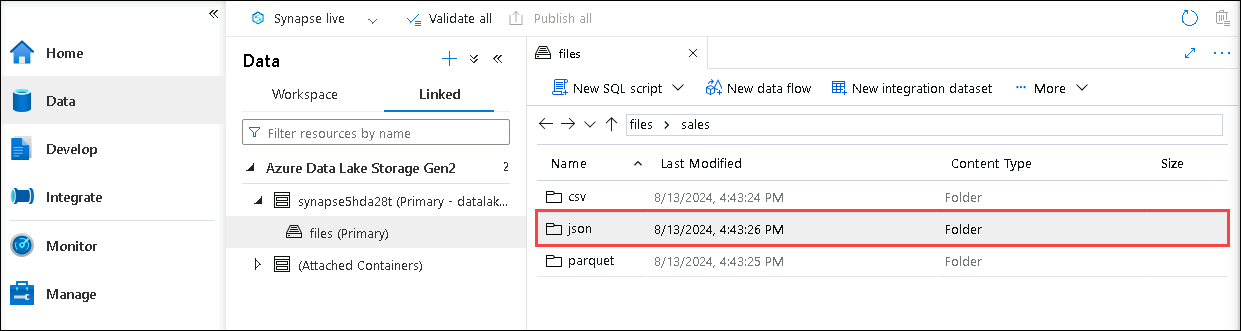 Synapse live
Validate all
Publish all
Home
Data
Develop
Integrate
Monitor
Manage
Data
Workspace
Linked
Filter resources by name
Azure Data Lake Storage Gen2 2
synapse5hda28t (Primary - datalak...
files (Primary)
(Attached Containers)
files
New SQL script
New data flow
New integration dataset
More
files > sales
Name Last Modified Content Type Size
csv 8/13/2024, 4:43:24 PM Folder
json 8/13/2024, 4:43:26 PM Folder
parquet 8/13/2024, 4:43:25 PM Folder